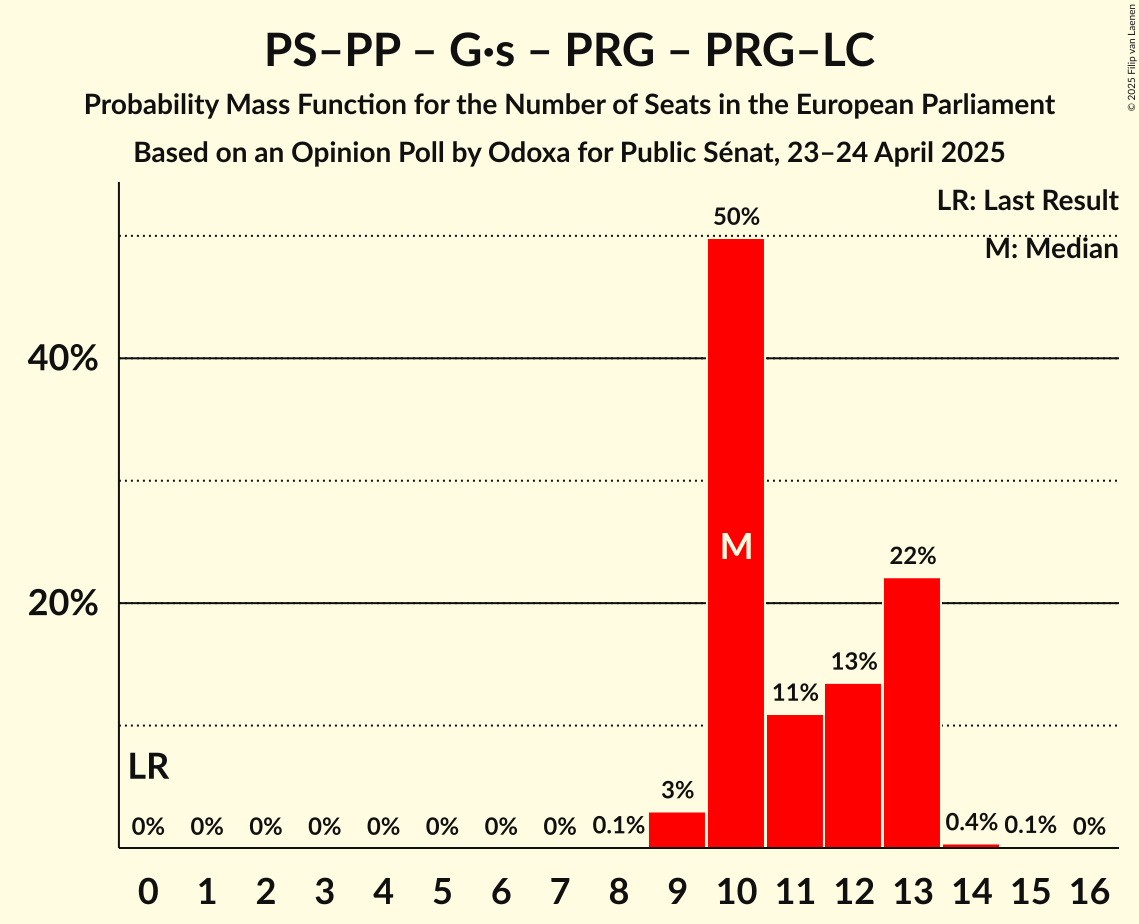 PS–PP – G·s – PRG – PRG–LC
Probability Mass Function for the Number of Seats in the European Parliament
Based on an Opinion Poll by Odoxa for Public Sénat, 23–24 April 2025
© 2025 Filip van Laenen
LR: Last Result
M: Median
50%
40%
M
22%
20%
13%
11%
LR
3%
0% 0% 0% 0% 0% 0% 0% 0% 0.1% 0.4% 0.1% 0%
0 1 2 3 4 5 6 7 8 9 10 11 12 13 14 15 16